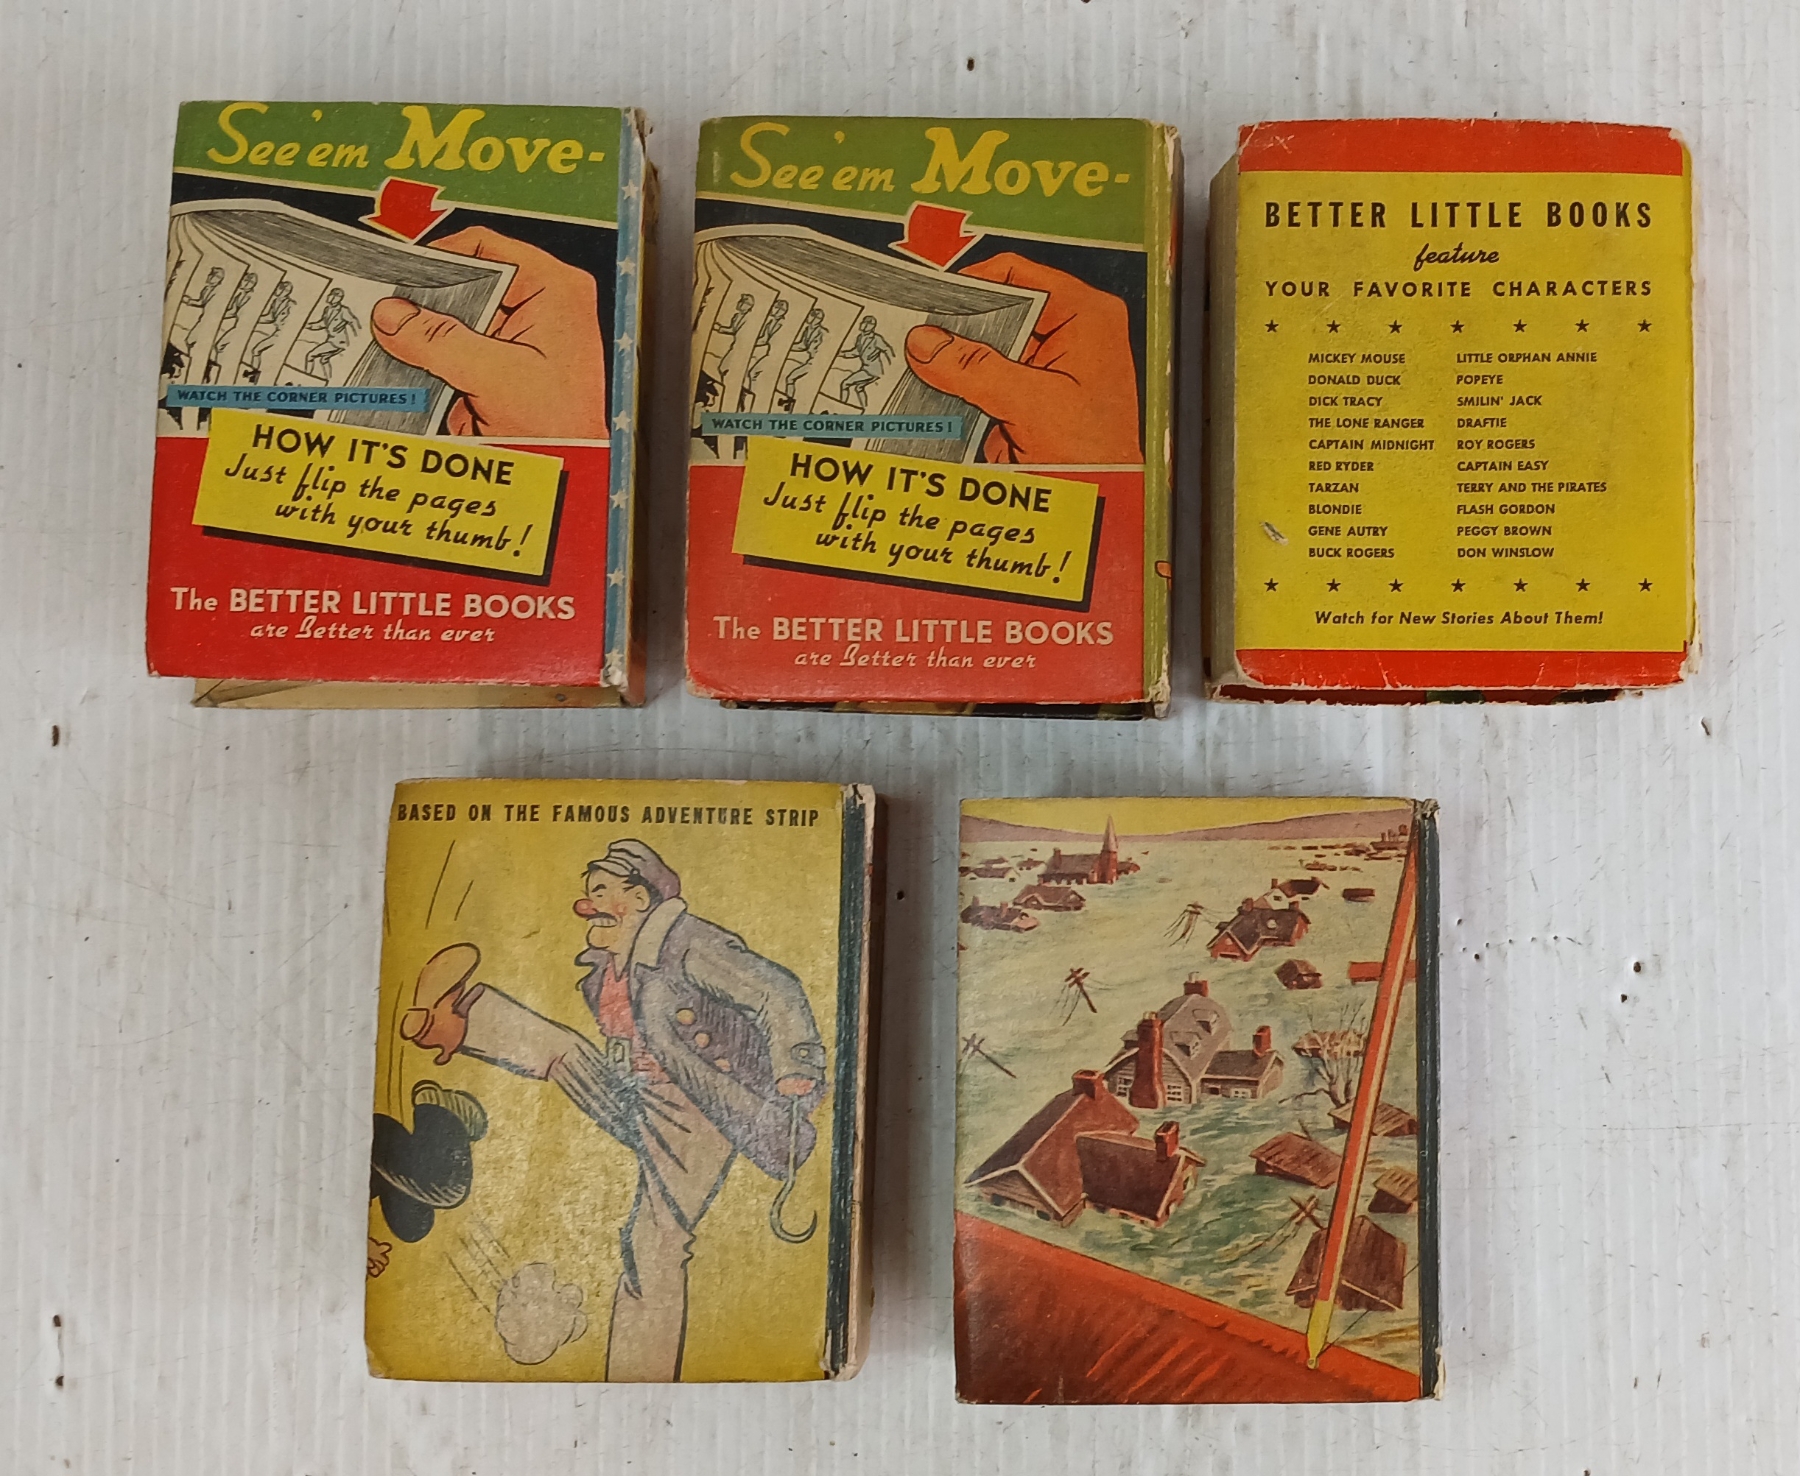 See 'em Move-
WATCH THE CORNER PICTURES!
HOW IT'S DONE
Just flip the pages
with your thumb!
The BETTER LITTLE BOOKS
are Better than ever
See 'em Move-
WATCH THE CORNER PICTURES!
HOW IT'S DONE
Just flip the pages
with your thumb!
The BETTER LITTLE BOOKS
are Better than ever
BETTER LITTLE BOOKS
feature
YOUR FAVORITE CHARACTERS
MICKEY MOUSE LITTLE ORPHAN ANNIE
DONALD DUCK POPEYE
DICK TRACY SMILIN' JACK
THE LONE RANGER DRAFTIE
CAPTAIN MIDNIGHT ROY ROGERS
RED RYDER CAPTAIN EASY
TARZAN TERRY AND THE PIRATES
BLONDIE FLASH GORDON
GENE AUTRY PEGGY BROWN
BUCK ROGERS DON WINSLOW
Watch for New Stories About Them!
BASED ON THE FAMOUS ADVENTURE STRIP